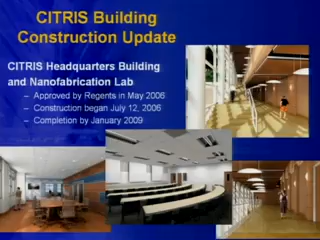 CITRIS Building
Construction Update
CITRIS Headquarters Building
and Nanofabrication Lab
– Approved by Regents in May 2006
– Construction began July 12, 2006
– Completion by January 2009